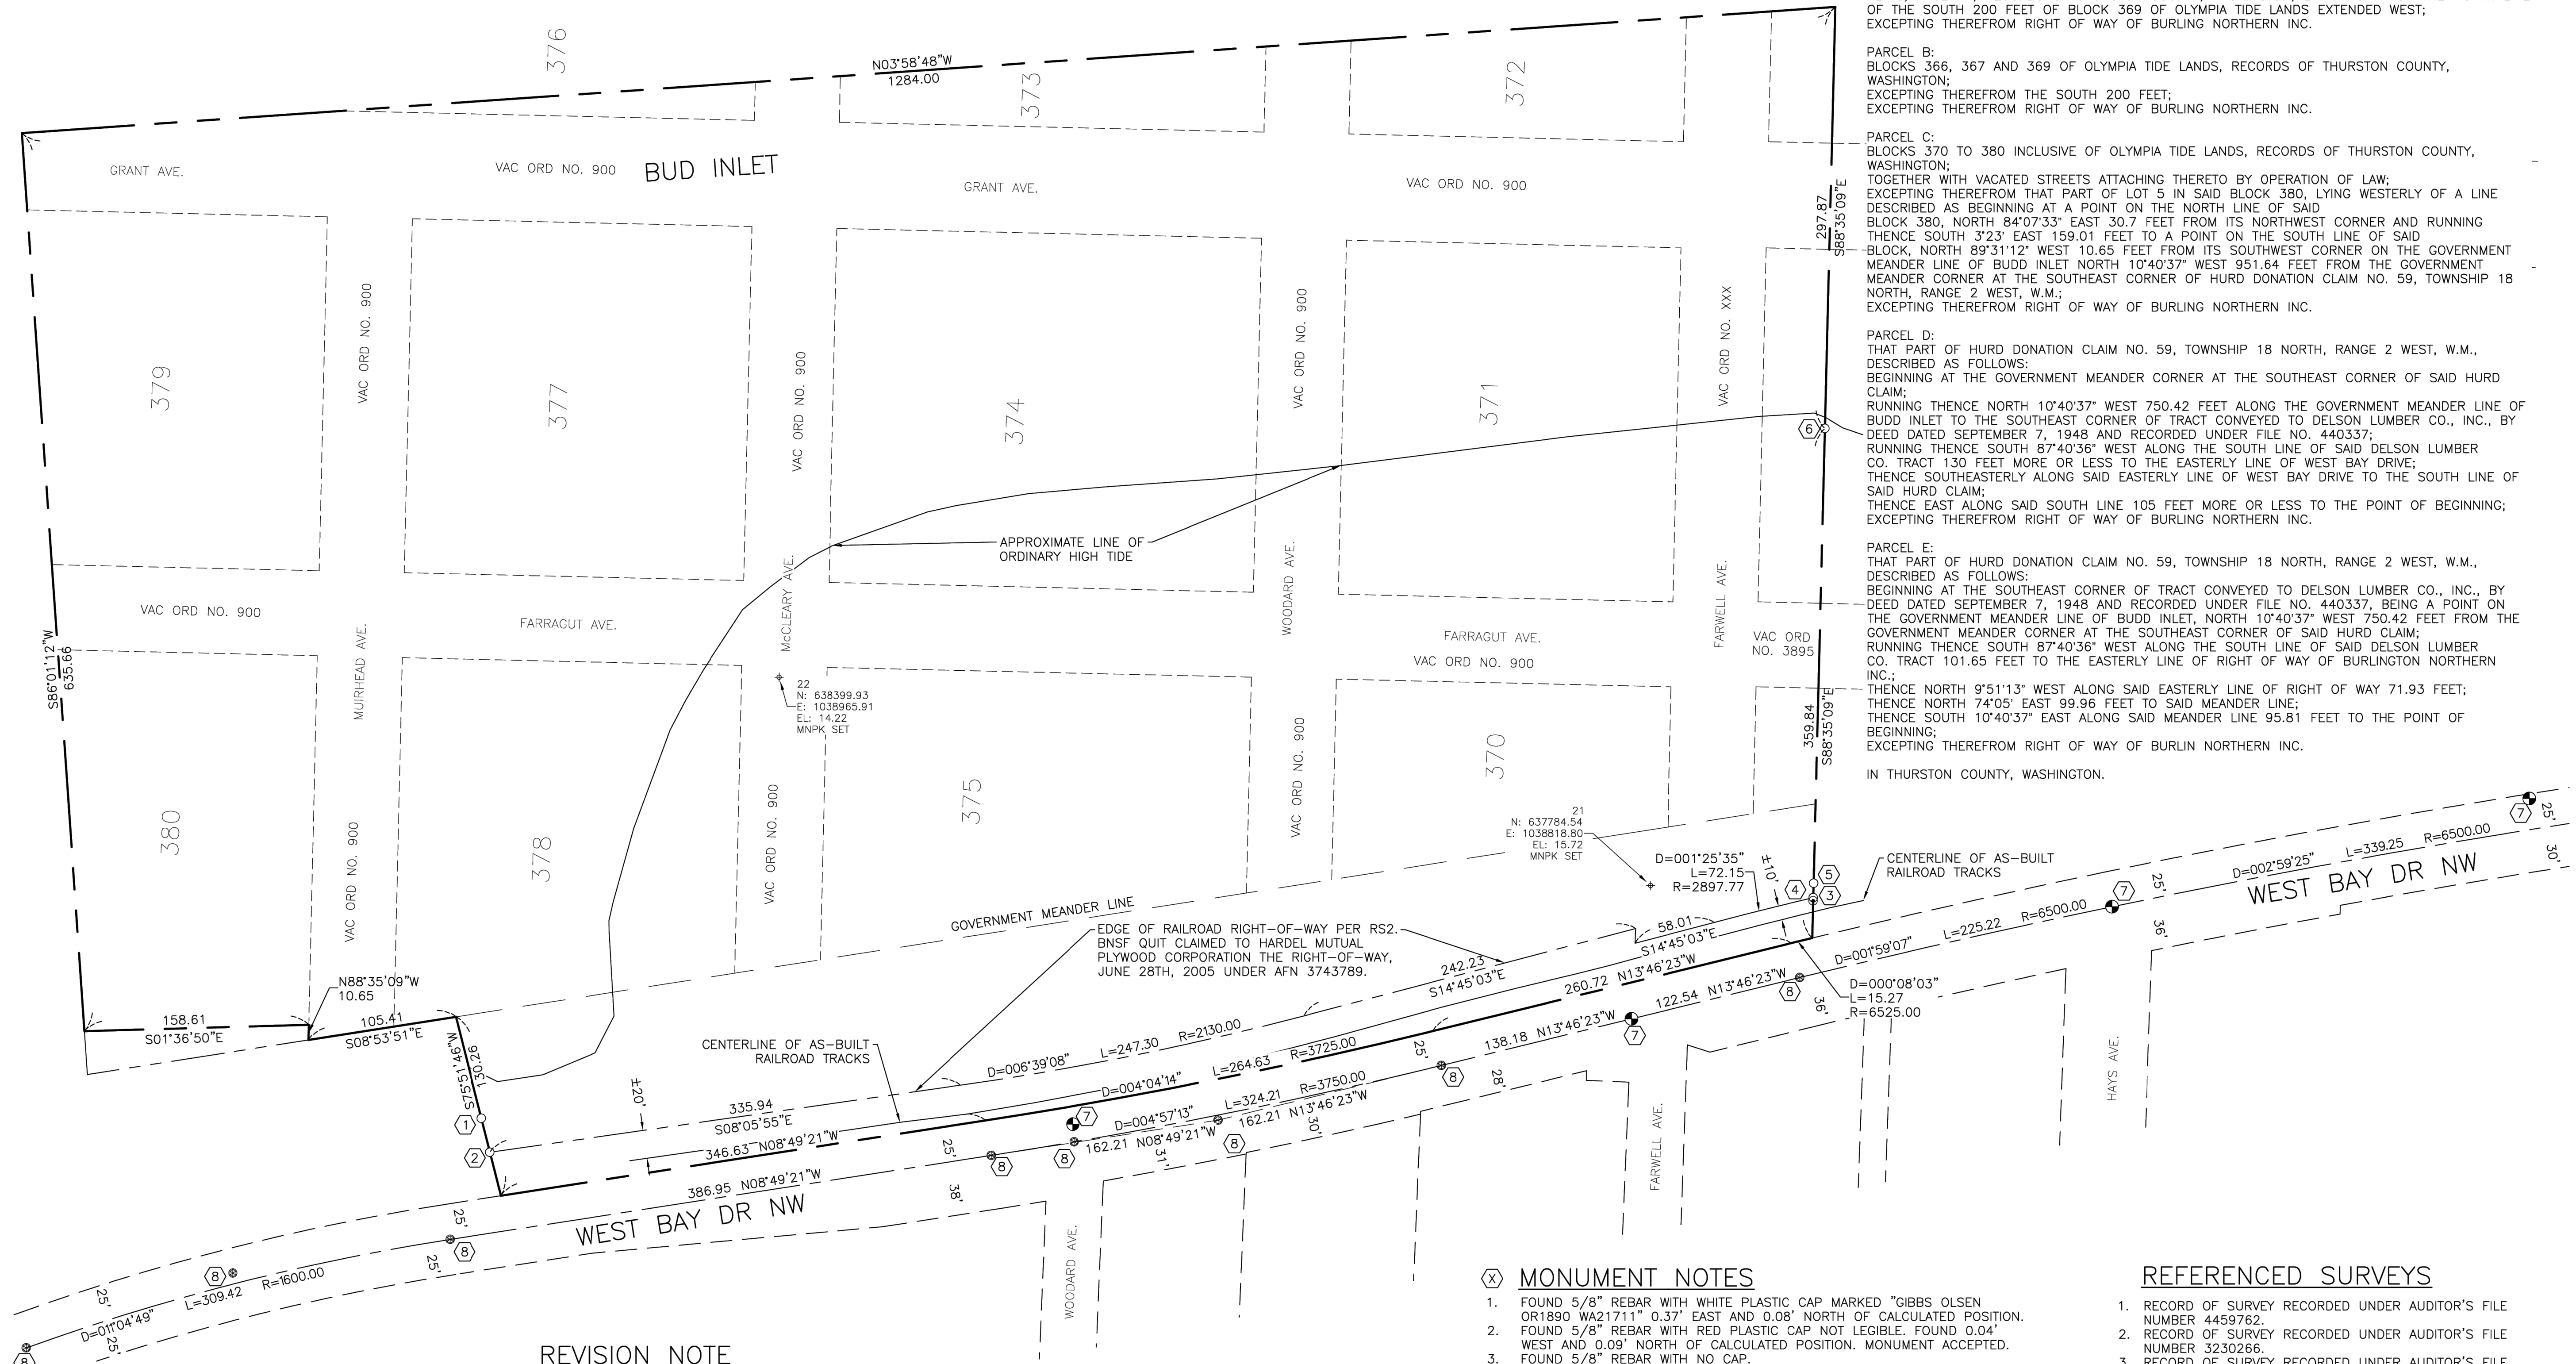 376
N03°58'48"W
1284.00
373
372
GRANT AVE.
VAC ORD NO. 900
BUD INLET
GRANT AVE.
VAC ORD NO. 900
297.87
S88°35'09"E
379
VAC ORD NO. 900
377
VAC ORD NO. 900
374
VAC ORD NO. 900
371
VAC ORD NO. XXX
6
APPROXIMATE LINE OF
ORDINARY HIGH TIDE
VAC ORD NO. 900
FARRAGUT AVE.
McCLEARY AVE.
WOODARD AVE.
FARRAGUT AVE.
VAC ORD NO. 900
FARWELL AVE.
VAC ORD
NO. 3895
S86°01'12"W
635.66
MUIRHEAD AVE.
22
N: 638399.93
E: 1038965.91
EL: 14.22
MNPK SET
359.84
S88°35'09"E
380
VAC ORD NO. 900
378
VAC ORD NO. 900
375
VAC ORD NO. 900
370
21
N: 637784.54
E: 1038818.80
EL: 15.72
MNPK SET
D=001°25'35"
L=72.15
R=2897.77
±10'
5
4
3
CENTERLINE OF AS-BUILT
RAILROAD TRACKS
7
25'
D=002°59'25"
L=339.25
R=6500.00
30'
WEST BAY DR NW
GOVERNMENT MEANDER LINE
EDGE OF RAILROAD RIGHT-OF-WAY PER RS2.
BNSF QUIT CLAIMED TO HARDEL MUTUAL
PLYWOOD CORPORATION THE RIGHT-OF-WAY,
JUNE 28TH, 2005 UNDER AFN 3743789.
58.01
S14°45'03"E
242.23
S14°45'03"E
260.72 N13°46'23"W
D=001°59'07"
L=225.22
R=6500.00
7
25'
36'
N88°35'09"W
10.65
158.61
S01°36'50"E
105.41
S08°53'51"E
S75°51'46"W
130.26
1
2
CENTERLINE OF AS-BUILT
RAILROAD TRACKS
±20'
335.94
S08°05'55"E
D=006°39'08"
L=247.30
R=2130.00
346.63 N08°49'21"W
D=004°04'14"
L=264.63
R=3725.00
25'
138.18 N13°46'23"W
122.54 N13°46'23"W
7
8
36'
D=000°08'03"
L=15.27
R=6525.00
7
D=004°57'13"
L=324.21
R=3750.00
162.21 N08°49'21"W
162.21 N13°46'23"W
8
8
8
8
25'
38'
31'
30'
28'
386.95 N08°49'21"W
WEST BAY DR NW
25'
25'
8
8
25'
25'
D=011°04'49"
L=309.42
R=1600.00
8
WOODARD AVE.
FARWELL AVE.
HAYS AVE.
REVISION NOTE
OF THE SOUTH 200 FEET OF BLOCK 369 OF OLYMPIA TIDE LANDS EXTENDED WEST;
EXCEPTING THEREFROM RIGHT OF WAY OF BURLING NORTHERN INC.
PARCEL B:
BLOCKS 366, 367 AND 369 OF OLYMPIA TIDE LANDS, RECORDS OF THURSTON COUNTY,
WASHINGTON;
EXCEPTING THEREFROM THE SOUTH 200 FEET;
EXCEPTING THEREFROM RIGHT OF WAY OF BURLING NORTHERN INC.
PARCEL C:
BLOCKS 370 TO 380 INCLUSIVE OF OLYMPIA TIDE LANDS, RECORDS OF THURSTON COUNTY,
WASHINGTON;
TOGETHER WITH VACATED STREETS ATTACHING THERETO BY OPERATION OF LAW;
EXCEPTING THEREFROM THAT PART OF LOT 5 IN SAID BLOCK 380, LYING WESTERLY OF A LINE
DESCRIBED AS BEGINNING AT A POINT ON THE NORTH LINE OF SAID
BLOCK 380, NORTH 84°07'33" EAST 30.7 FEET FROM ITS NORTHWEST CORNER AND RUNNING
THENCE SOUTH 3°23' EAST 159.01 FEET TO A POINT ON THE SOUTH LINE OF SAID
BLOCK, NORTH 89°31'12" WEST 10.65 FEET FROM ITS SOUTHWEST CORNER ON THE GOVERNMENT
MEANDER LINE OF BUDD INLET NORTH 10°40'37" WEST 951.64 FEET FROM THE GOVERNMENT
MEANDER CORNER AT THE SOUTHEAST CORNER OF HURD DONATION CLAIM NO. 59, TOWNSHIP 18
NORTH, RANGE 2 WEST, W.M.;
EXCEPTING THEREFROM RIGHT OF WAY OF BURLING NORTHERN INC.
PARCEL D:
THAT PART OF HURD DONATION CLAIM NO. 59, TOWNSHIP 18 NORTH, RANGE 2 WEST, W.M.,
DESCRIBED AS FOLLOWS:
BEGINNING AT THE GOVERNMENT MEANDER CORNER AT THE SOUTHEAST CORNER OF SAID HURD
CLAIM;
RUNNING THENCE NORTH 10°40'37" WEST 750.42 FEET ALONG THE GOVERNMENT MEANDER LINE OF
BUDD INLET TO THE SOUTHEAST CORNER OF TRACT CONVEYED TO DELSON LUMBER CO., INC., BY
DEED DATED SEPTEMBER 7, 1948 AND RECORDED UNDER FILE NO. 440337;
RUNNING THENCE SOUTH 87°40'36" WEST ALONG THE SOUTH LINE OF SAID DELSON LUMBER
CO. TRACT 130 FEET MORE OR LESS TO THE EASTERLY LINE OF WEST BAY DRIVE;
THENCE SOUTHEASTERLY ALONG SAID EASTERLY LINE OF WEST BAY DRIVE TO THE SOUTH LINE OF
SAID HURD CLAIM;
THENCE EAST ALONG SAID SOUTH LINE 105 FEET MORE OR LESS TO THE POINT OF BEGINNING;
EXCEPTING THEREFROM RIGHT OF WAY OF BURLING NORTHERN INC.
PARCEL E:
THAT PART OF HURD DONATION CLAIM NO. 59, TOWNSHIP 18 NORTH, RANGE 2 WEST, W.M.,
DESCRIBED AS FOLLOWS:
BEGINNING AT THE SOUTHEAST CORNER OF TRACT CONVEYED TO DELSON LUMBER CO., INC., BY
DEED DATED SEPTEMBER 7, 1948 AND RECORDED UNDER FILE NO. 440337, BEING A POINT ON
THE GOVERNMENT MEANDER LINE OF BUDD INLET, NORTH 10°40'37" WEST 750.42 FEET FROM THE
GOVERNMENT MEANDER CORNER AT THE SOUTHEAST CORNER OF SAID HURD CLAIM;
RUNNING THENCE SOUTH 87°40'36" WEST ALONG THE SOUTH LINE OF SAID DELSON LUMBER
CO. TRACT 101.65 FEET TO THE EASTERLY LINE OF RIGHT OF WAY OF BURLINGTON NORTHERN
INC.;
THENCE NORTH 9°51'13" WEST ALONG SAID EASTERLY LINE OF RIGHT OF WAY 71.93 FEET;
THENCE NORTH 74°05' EAST 99.96 FEET TO SAID MEANDER LINE;
THENCE SOUTH 10°40'37" EAST ALONG SAID MEANDER LINE 95.81 FEET TO THE POINT OF
BEGINNING;
EXCEPTING THEREFROM RIGHT OF WAY OF BURLIN NORTHERN INC.
IN THURSTON COUNTY, WASHINGTON.
X MONUMENT NOTES
1. FOUND 5/8" REBAR WITH WHITE PLASTIC CAP MARKED "GIBBS OLSEN
OR1890 WA21711" 0.37' EAST AND 0.08' NORTH OF CALCULATED POSITION.
2. FOUND 5/8" REBAR WITH RED PLASTIC CAP NOT LEGIBLE. FOUND 0.04'
WEST AND 0.09' NORTH OF CALCULATED POSITION. MONUMENT ACCEPTED.
3. FOUND 5/8" REBAR WITH NO CAP.
REFERENCED SURVEYS
1. RECORD OF SURVEY RECORDED UNDER AUDITOR'S FILE
NUMBER 4459762.
2. RECORD OF SURVEY RECORDED UNDER AUDITOR'S FILE
NUMBER 3230266.
3. RECORD OF SURVEY RECORDED UNDER AUDITOR'S FILE